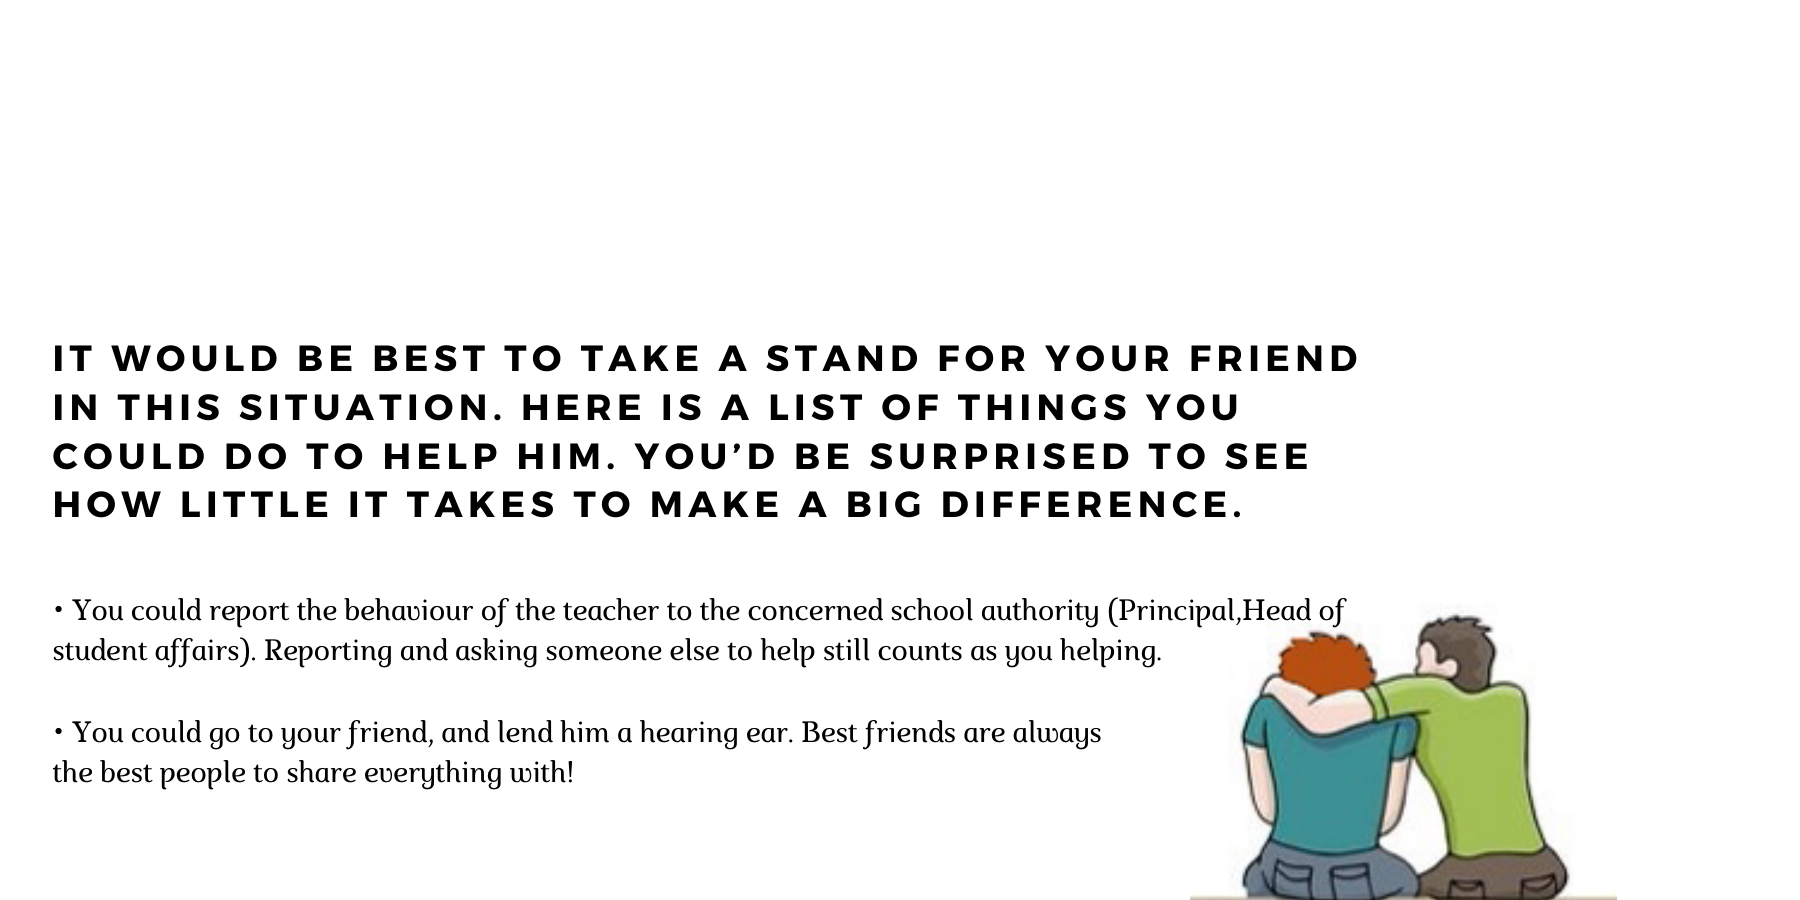 IT WOULD BE BEST TO TAKE A STAND FOR YOUR FRIEND
IN THIS SITUATION. HERE IS A LIST OF THINGS YOU
COULD DO TO HELP HIM. YOU’D BE SURPRISED TO SEE
HOW LITTLE IT TAKES TO MAKE A BIG DIFFERENCE.
• You could report the behaviour of the teacher to the concerned school authority (Principal,Head of
student affairs). Reporting and asking someone else to help still counts as you helping.
• You could go to your friend, and lend him a hearing ear. Best friends are always
the best people to share everything with!